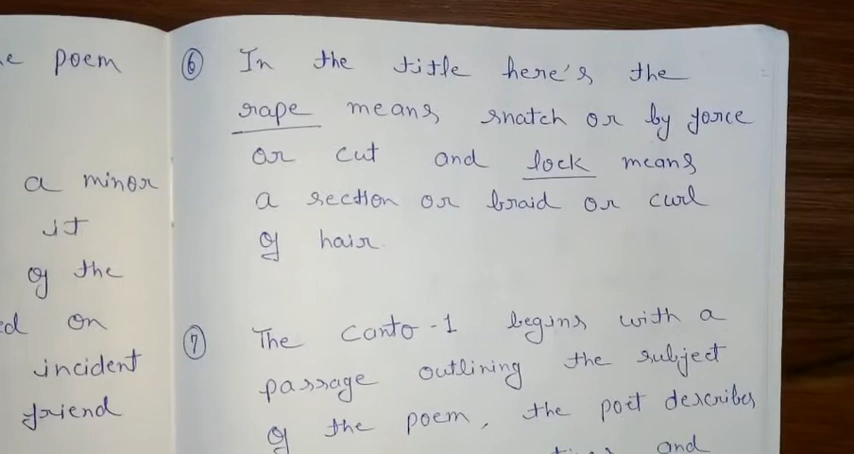 poem
a minor
it
of the
on
incident
friend
⑥ In the title here's the
rape means snatch or by force
or cut and lock means
a section or braid or curl
of hair.
⑦ The Canto-1 begins with a
passage outlining the subject
of the poem, the poet describes
and